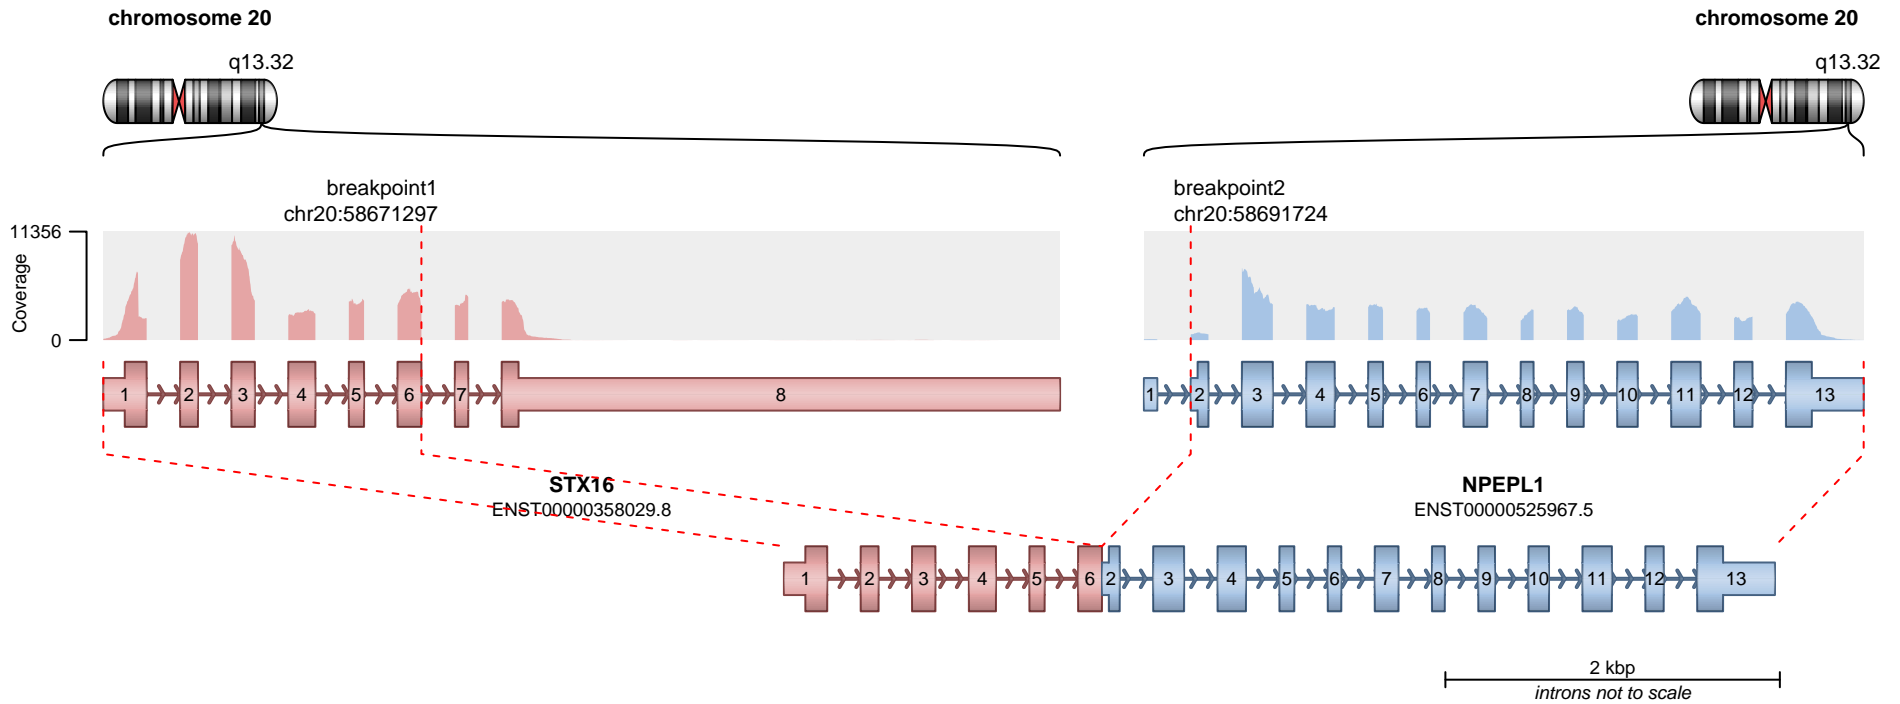 chromosome 20
chromosome 20
q13.32
q13.32
breakpoint1
chr20:58671297
breakpoint2
chr20:58691724
11356
Coverage
0
1 2 3 4 5 6 7 8
1 2 3 4 5 6 7 8 9 10 11 12 13
STX16
ENST00000358029.8
NPEPL1
ENST00000525967.5
1 2 3 4 5 6 2 3 4 5 6 7 8 9 10 11 12 13
2 kbp
introns not to scale